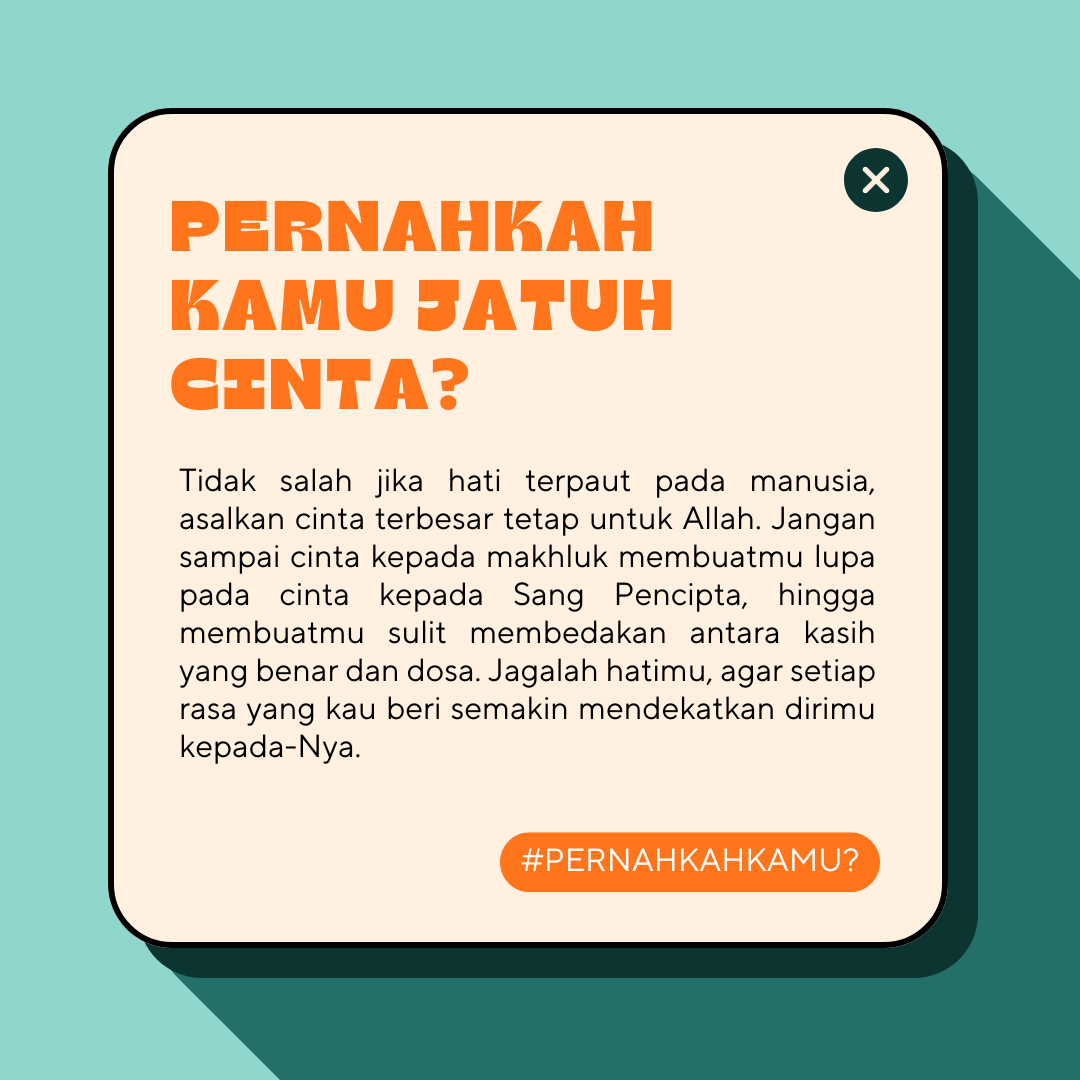 PERNAHKAH
KAMU JATUH
CINTA?
Tidak salah jika hati terpaut pada manusia,
asalkan cinta terbesar tetap untuk Allah. Jangan
sampai cinta kepada makhluk membuatmu lupa
pada cinta kepada Sang Pencipta, hingga
membuatmu sulit membedakan antara kasih
yang benar dan dosa. Jagalah hatimu, agar setiap
rasa yang kau beri semakin mendekatkan dirimu
kepada-Nya.
#PERNAHKAHKAMU?